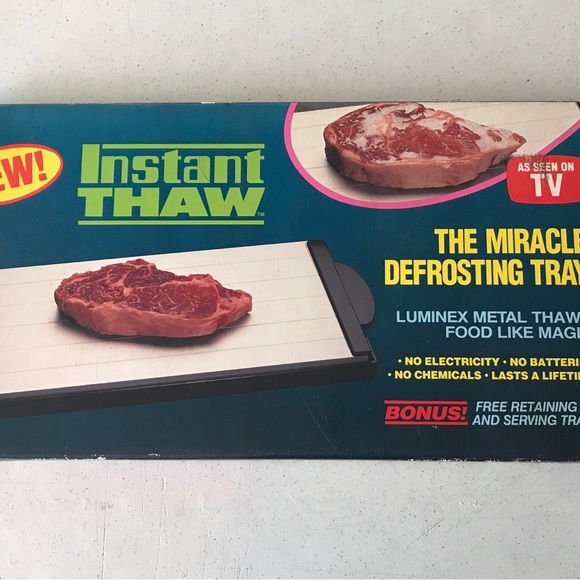 EW!
Instant
THAW™
AS SEEN ON
TV
THE MIRACLE
DEFROSTING TRAY
LUMINEX METAL THAW
FOOD LIKE MAGI
• NO ELECTRICITY • NO BATTERI
• NO CHEMICALS • LASTS A LIFETI
BONUS! FREE RETAINING
AND SERVING TRA